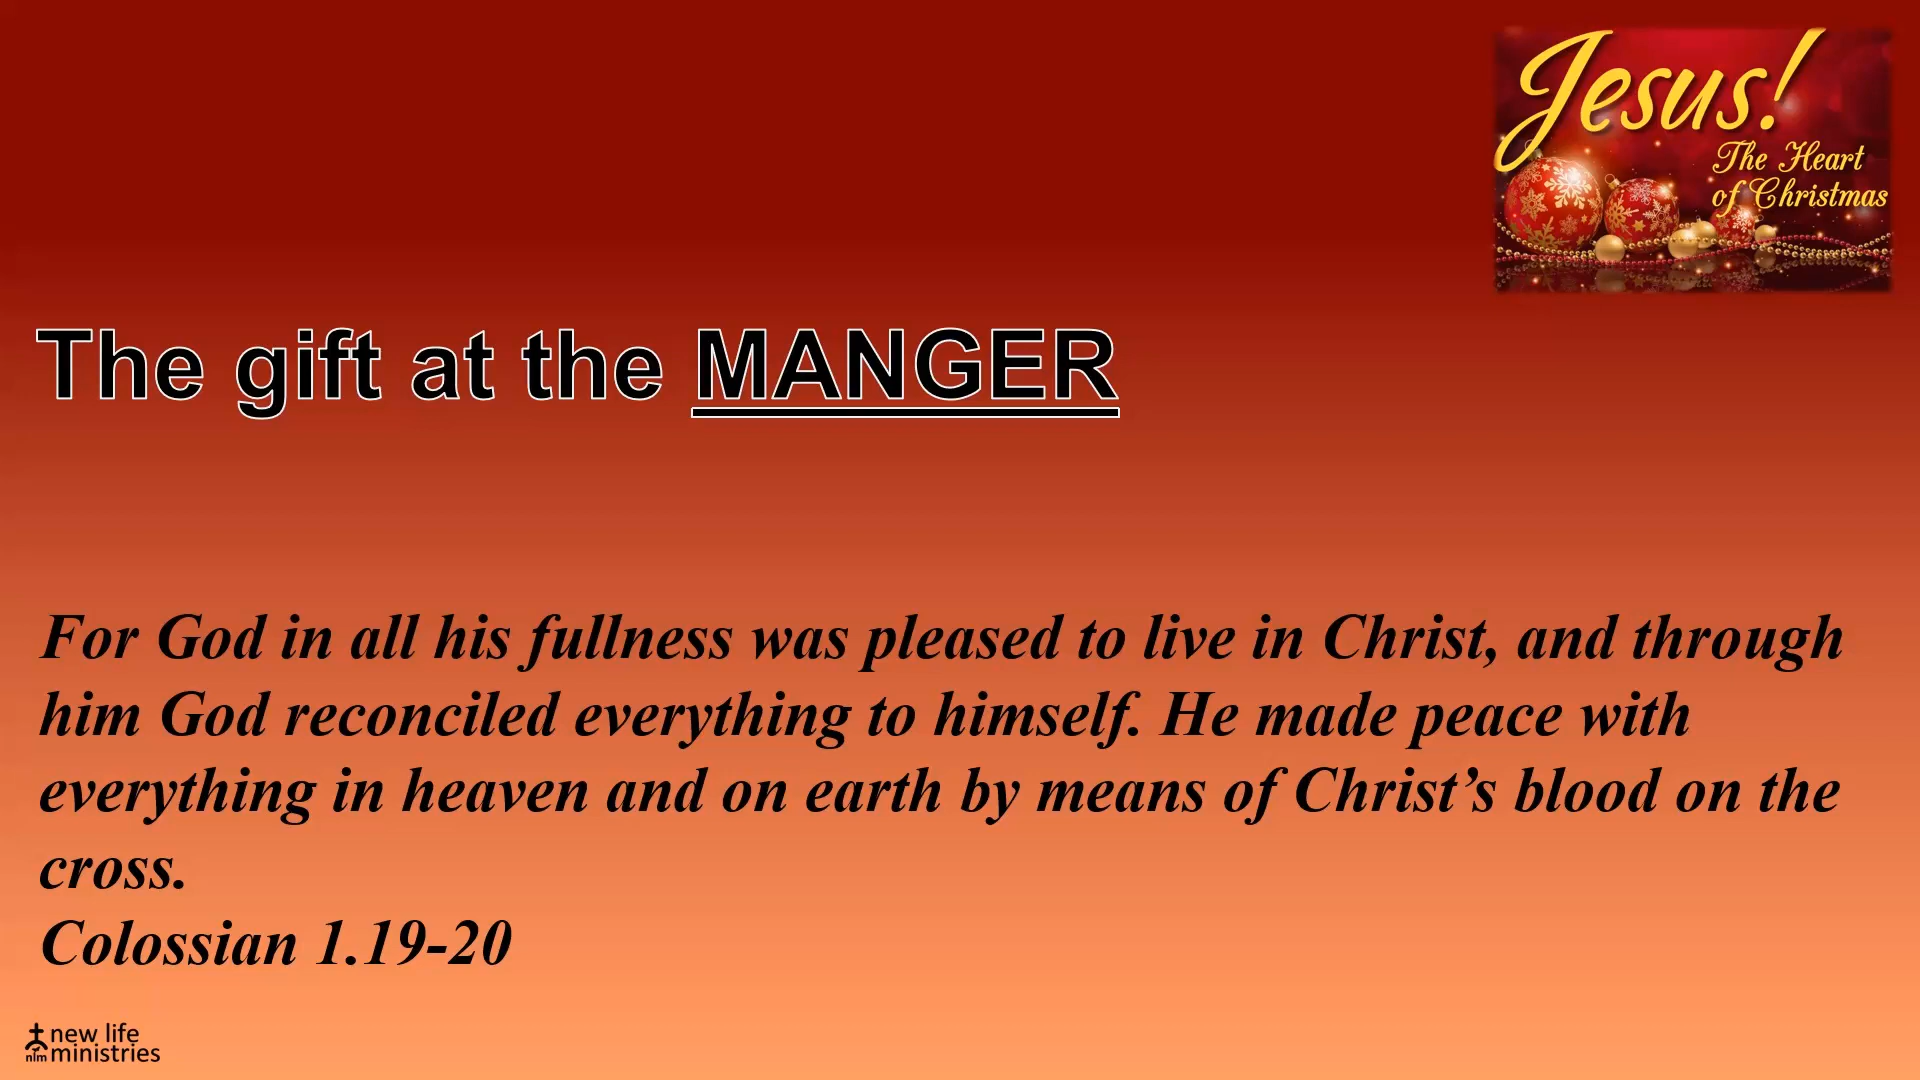 Jesus!
The Heart
of Christmas
The gift at the MANGER
For God in all his fullness was pleased to live in Christ, and through
him God reconciled everything to himself. He made peace with
everything in heaven and on earth by means of Christ’s blood on the
cross.
Colossian 1.19-20
new life
nlm ministries